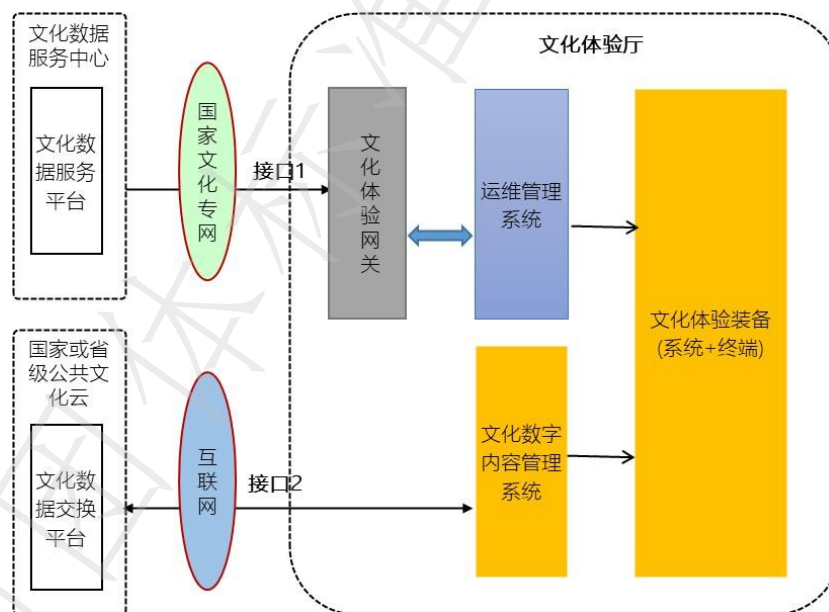 文化数据
服务中心
文化数
据服务
平台
国家文化专网
接口1
文化体验厅
文化体验网关
运维管理
系统
文化体验装备
(系统+终端)
国家或省
级公共文
化云
文化数
据交换
平台
互联网
接口2
文化数字
内容管理
系统
团体标准